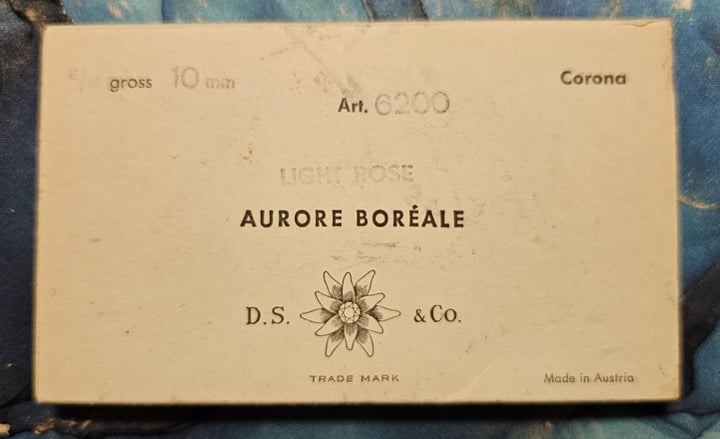 gross 10 mm
Corona
Art. 6200
LIGHT ROSE
AURORE BORÉALE
D.S. & Co.
TRADE MARK
Made in Austria